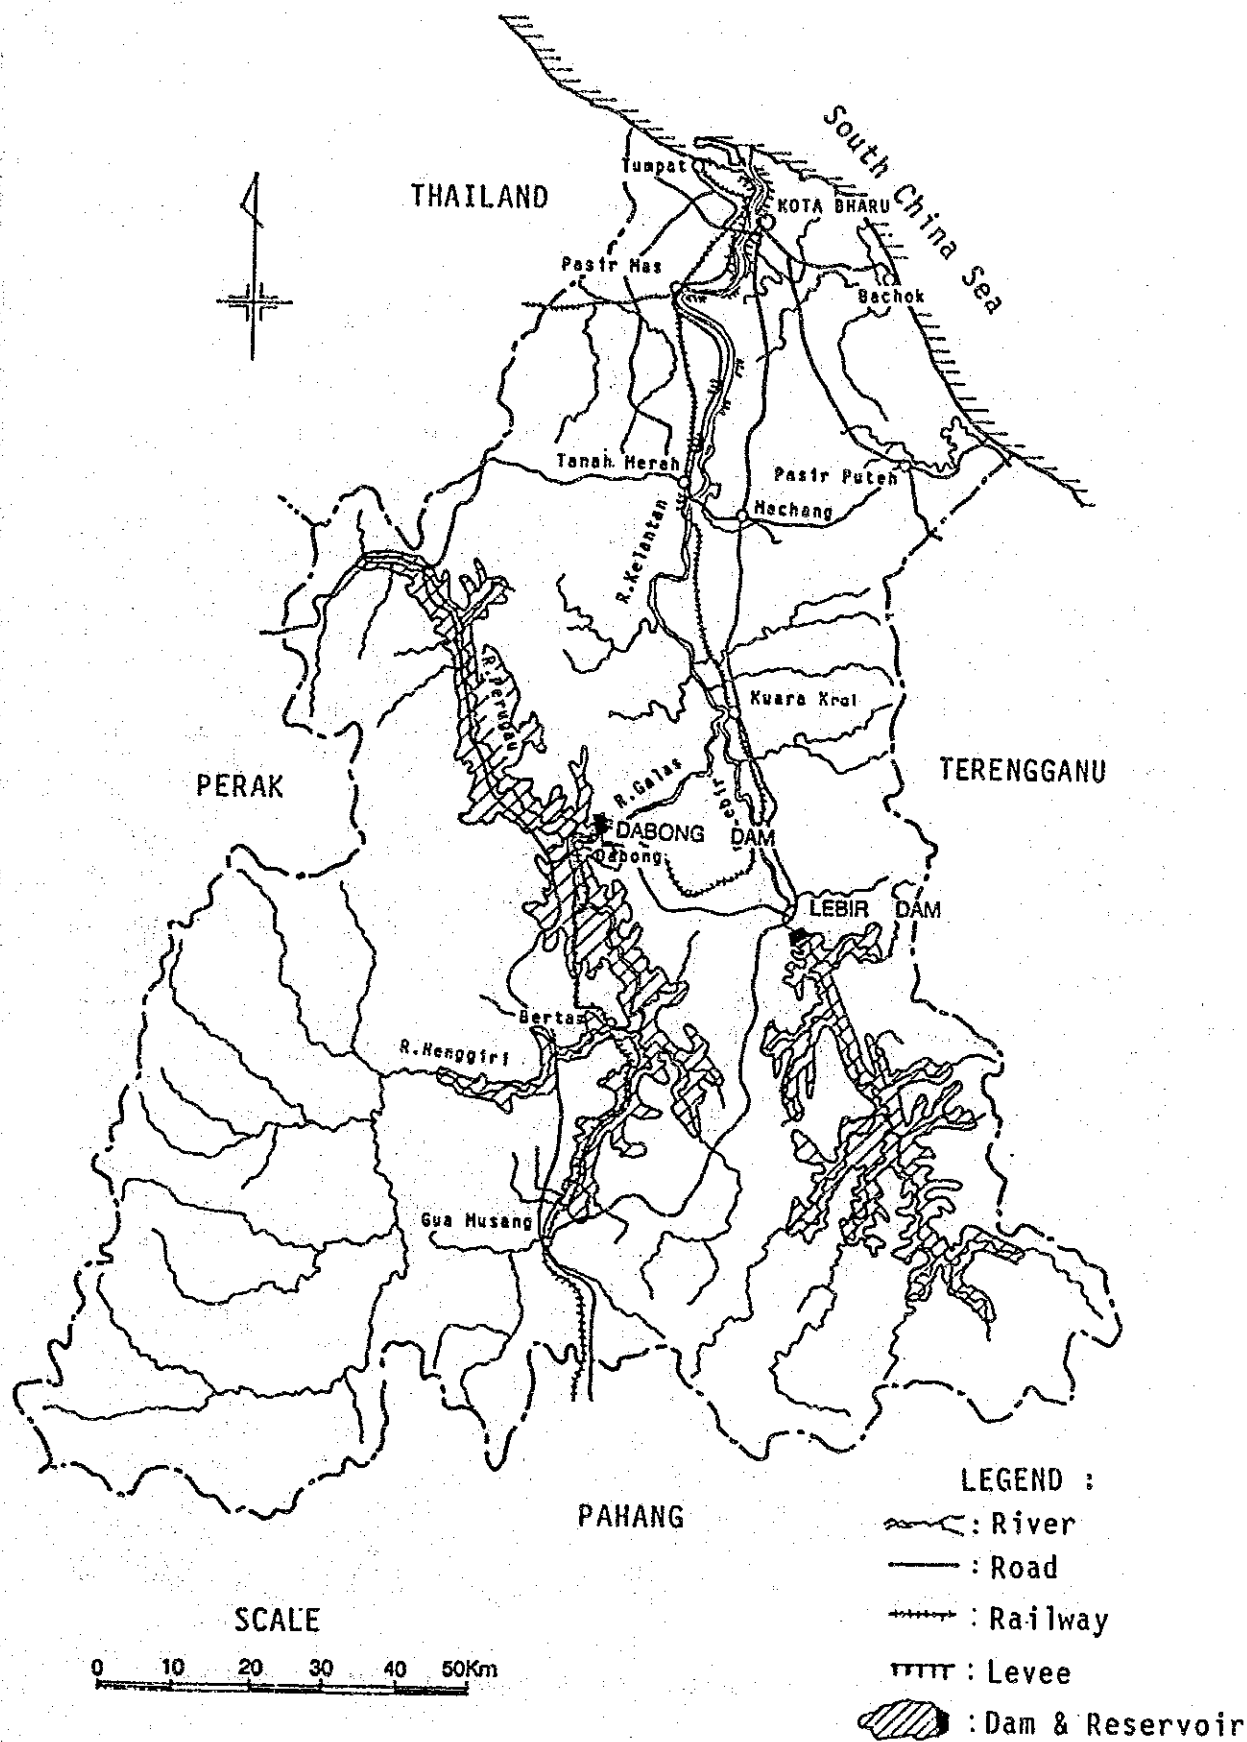 South China Sea
THAILAND
Tumpat
KOTA BHARU
Pasir Mas
Bachok
Tanah Merah
Pasir Puteh
Machang
R.Kelantan
R.Perugau
Kuara Krai
PERAK
TERENGGANU
R.Galas
DABONG DAM
Dabong
LEBIR DAM
Bertam
R.Nenggiri
Gua Musang
PAHANG
LEGEND :
: River
: Road
: Railway
: Levee
: Dam & Reservoir
SCALE
0 10 20 30 40 50Km